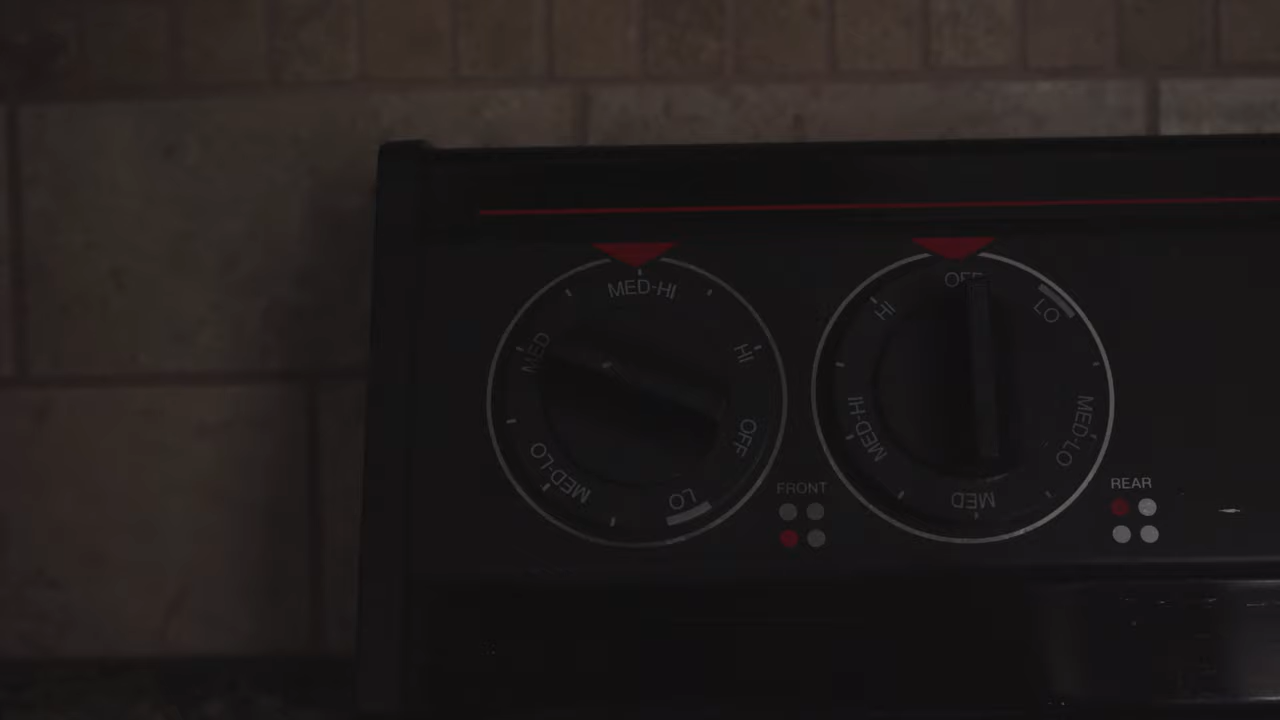 MED-HI
HI
OFF
LO
MED-LO
MED
FRONT
OFF
LO
MED-LO
MED
MED-HI
HI
REAR